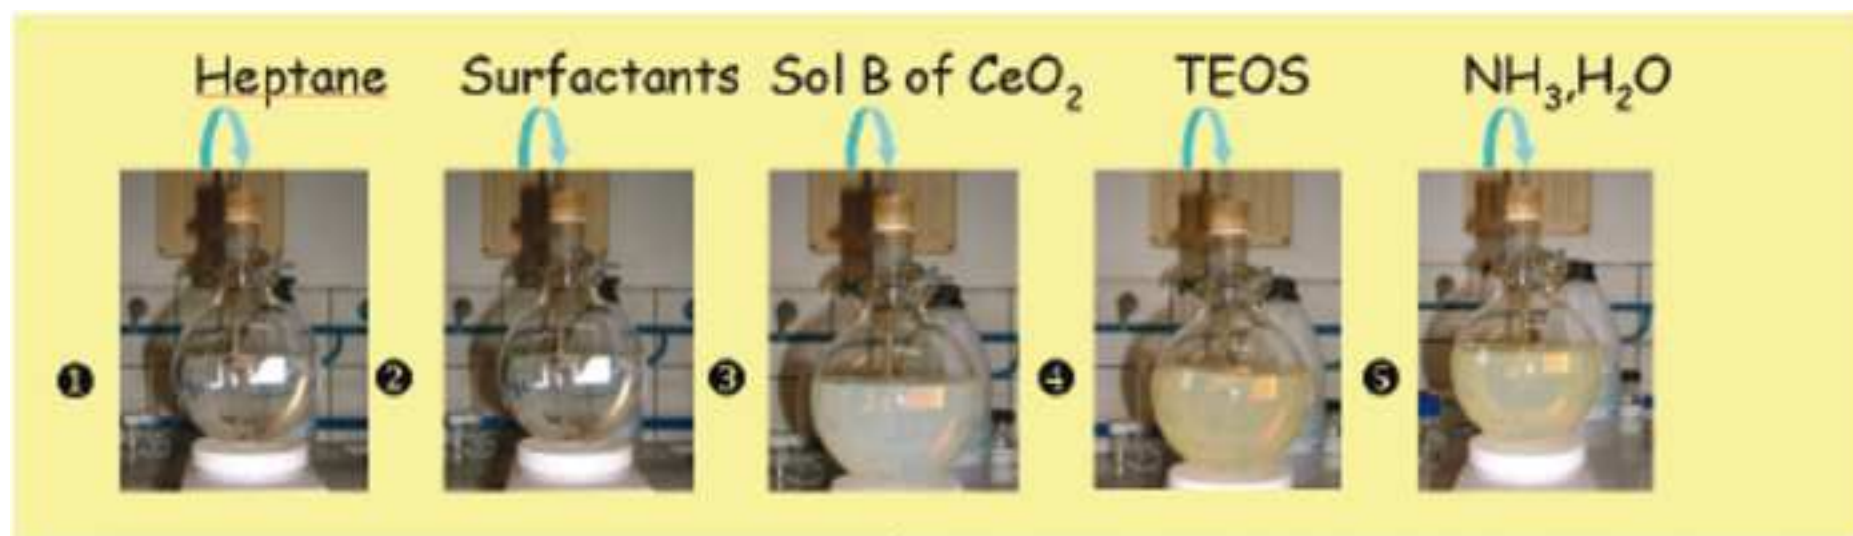 Heptane
Surfactants
Sol B of CeO₂
TEOS
NH₃,H₂O
❶
❷
❸
❹
❺